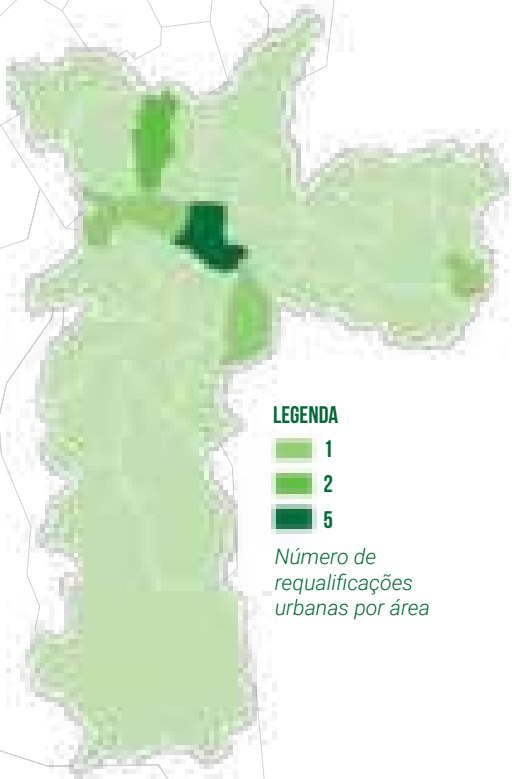 LEGENDA
1
2
5
Número de
requalificações
urbanas por área